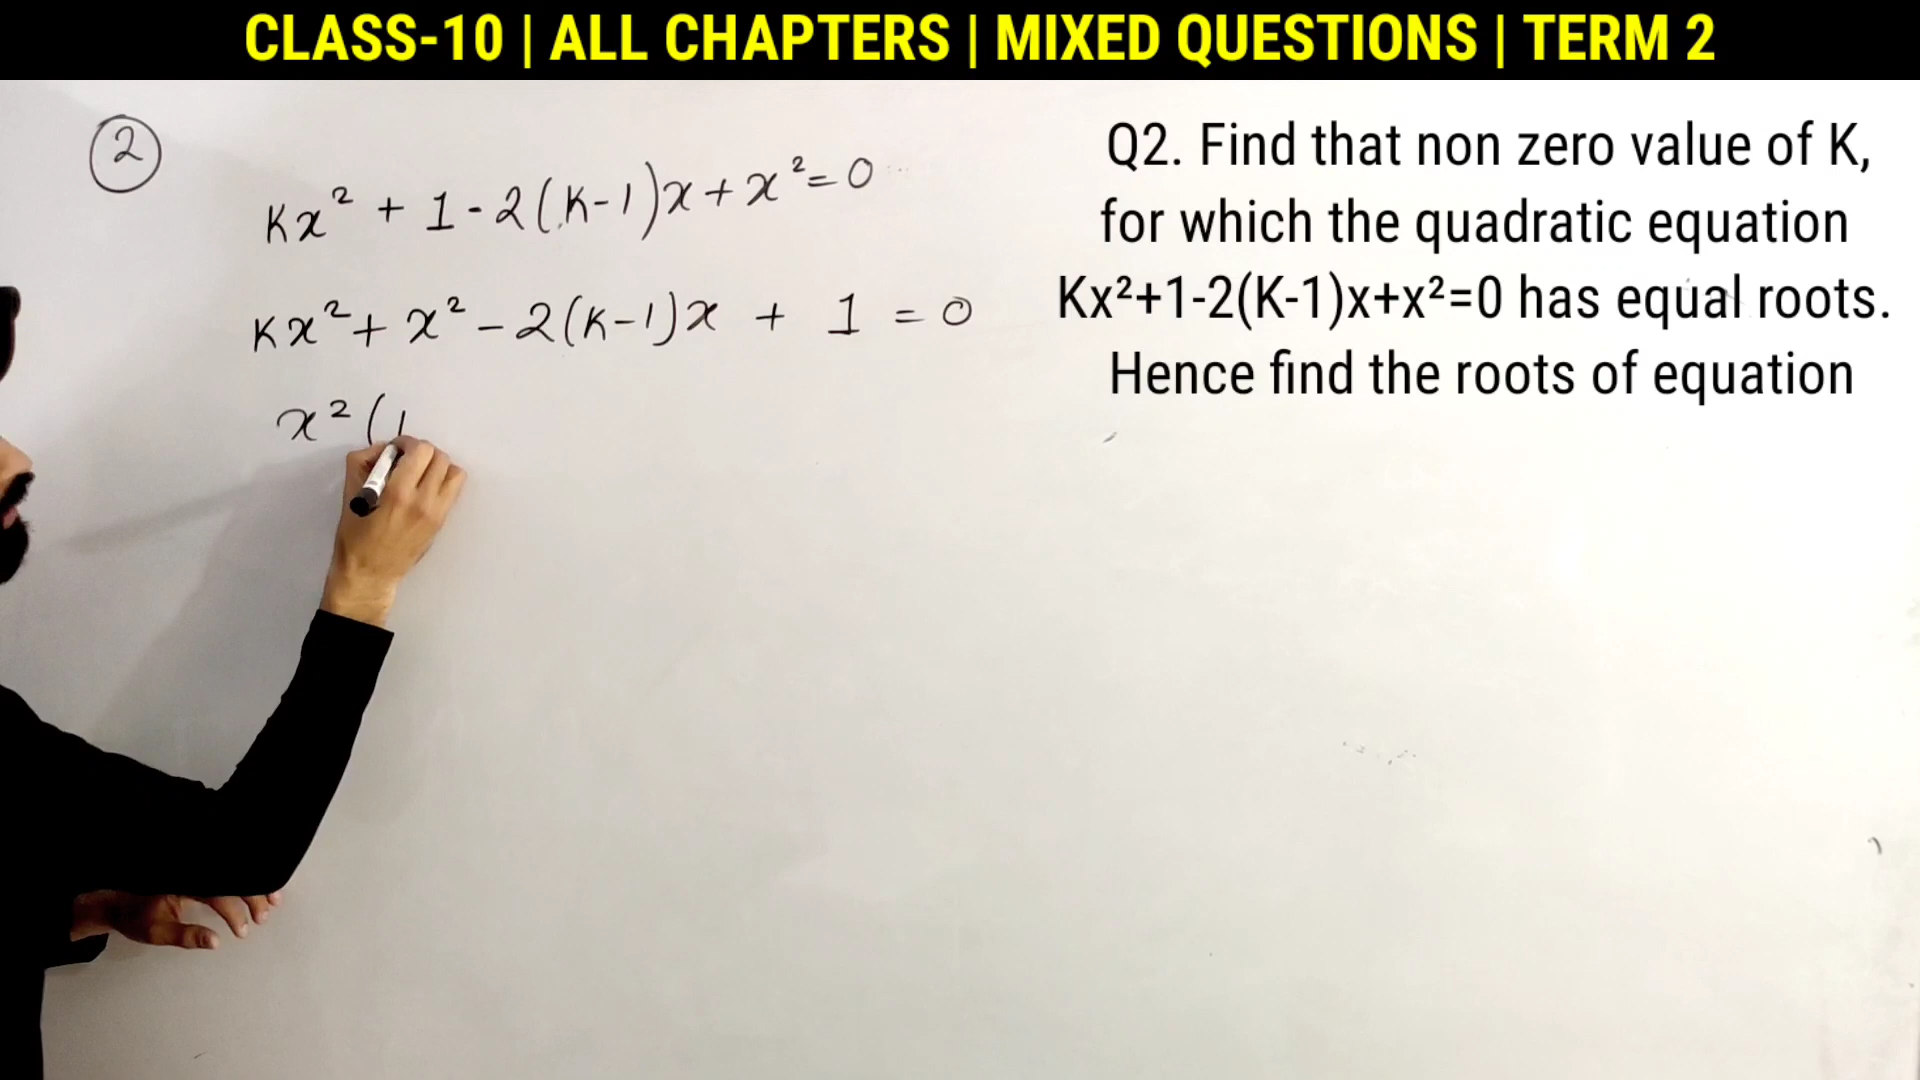 CLASS-10 | ALL CHAPTERS | MIXED QUESTIONS | TERM 2
2
Kx² + 1 - 2(K-1)x + x² = 0
Kx² + x² - 2(K-1)x + 1 = 0
x² (
Q2. Find that non zero value of K,
for which the quadratic equation
Kx²+1-2(K-1)x+x²=0 has equal roots.
Hence find the roots of equation